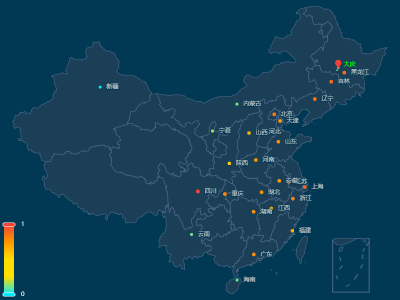 大庆
黑龙江
吉林
新疆
辽宁
内蒙古
北京
天津
宁夏
山西
河北
山东
陕西
河南
江苏
上海
四川
重庆
湖北
浙江
湖南
江西
云南
福建
广东
海南
1
0